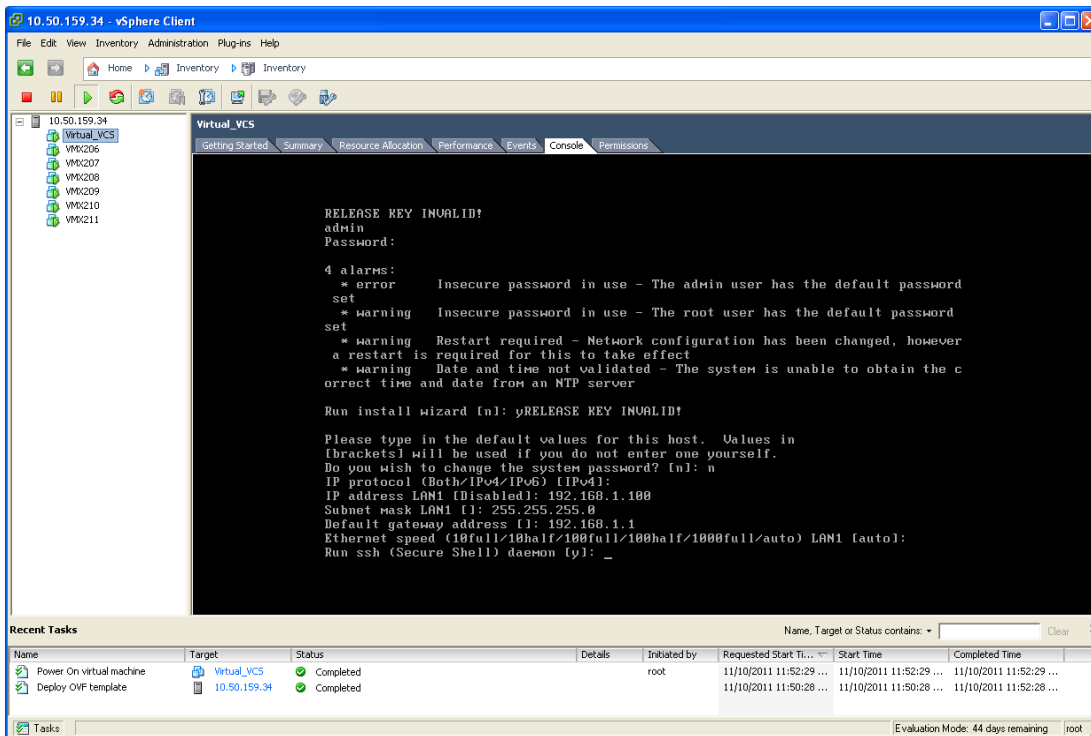 10.50.159.34 - vSphere Client
File Edit View Inventory Administration Plug-ins Help
Home Inventory Inventory
10.50.159.34
Virtual_VCS
VMX206
VMX207
VMX208
VMX209
VMX210
VMX211
Virtual_VCS
Getting Started Summary Resource Allocation Performance Events Console Permissions
RELEASE KEY INVALID!
admin
Password:
4 alarms:
* error Insecure password in use - The admin user has the default password
set
* warning Insecure password in use - The root user has the default password
set
* warning Restart required - Network configuration has been changed, however
a restart is required for this to take effect
* warning Date and time not validated - The system is unable to obtain the c
orrect time and date from an NTP server
Run install wizard [n]: yRELEASE KEY INVALID!
Please type in the default values for this host. Values in
[brackets] will be used if you do not enter one yourself.
Do you wish to change the system password? [n]: n
IP protocol (Both/IPv4/IPv6) [IPv4]:
IP address LAN1 [Disabled]: 192.168.1.100
Subnet mask LAN1 []: 255.255.255.0
Default gateway address []: 192.168.1.1
Ethernet speed (10full/10half/100full/100half/1000full/auto) LAN1 [auto]:
Run ssh (Secure Shell) daemon [y]: _
Recent Tasks
Name, Target or Status contains: Clear
Name Target Status Details Initiated by Requested Start Ti... Start Time Completed Time
Power On virtual machine Virtual_VCS Completed root 11/10/2011 11:52:29 ... 11/10/2011 11:52:29 ... 11/10/2011 11:52:29 ...
Deploy OVF template 10.50.159.34 Completed 11/10/2011 11:50:28 ... 11/10/2011 11:50:28 ... 11/10/2011 11:52:28 ...
Tasks Evaluation Mode: 44 days remaining root